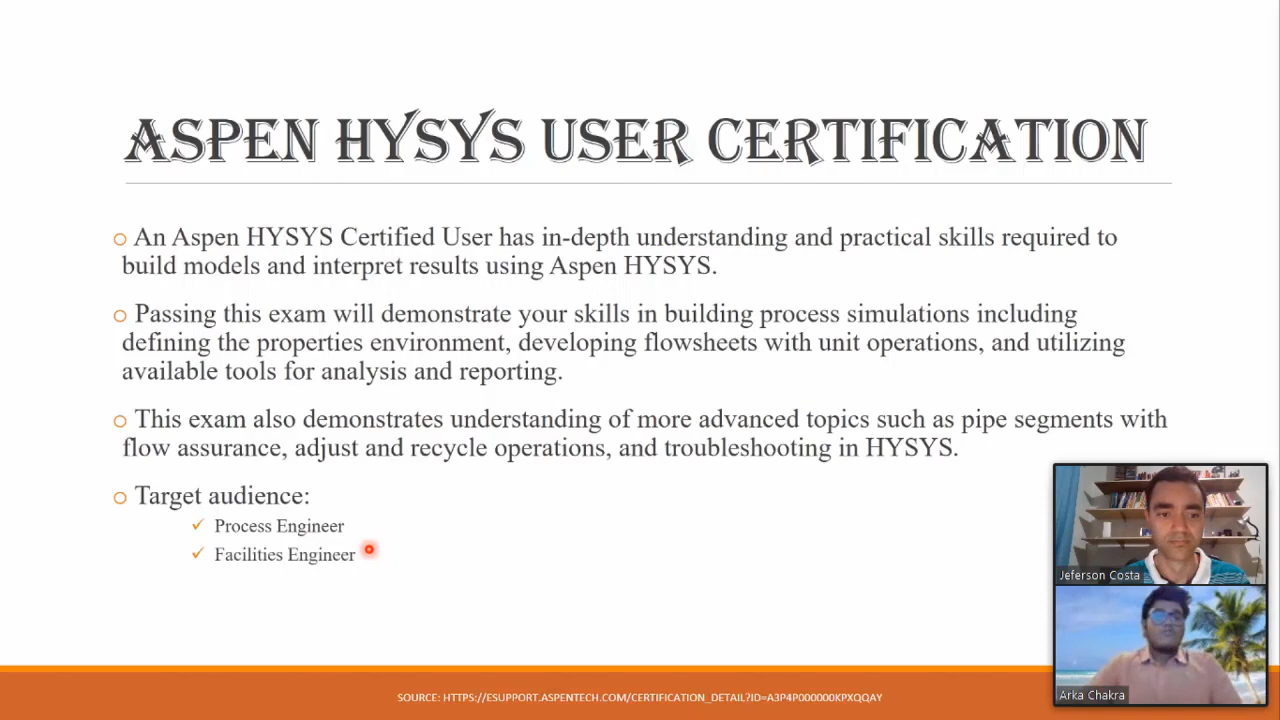 ASPEN HYSYS USER CERTIFICATION
An Aspen HYSYS Certified User has in-depth understanding and practical skills required to
build models and interpret results using Aspen HYSYS.
Passing this exam will demonstrate your skills in building process simulations including
defining the properties environment, developing flowsheets with unit operations, and utilizing
available tools for analysis and reporting.
This exam also demonstrates understanding of more advanced topics such as pipe segments with
flow assurance, adjust and recycle operations, and troubleshooting in HYSYS.
Target audience:
Process Engineer
Facilities Engineer
Jeferson Costa
Arka Chakra
SOURCE: HTTPS://ESUPPORT.ASPENTECH.COM/CERTIFICATION_DETAIL?ID=A3P4P000000KPXQQAY